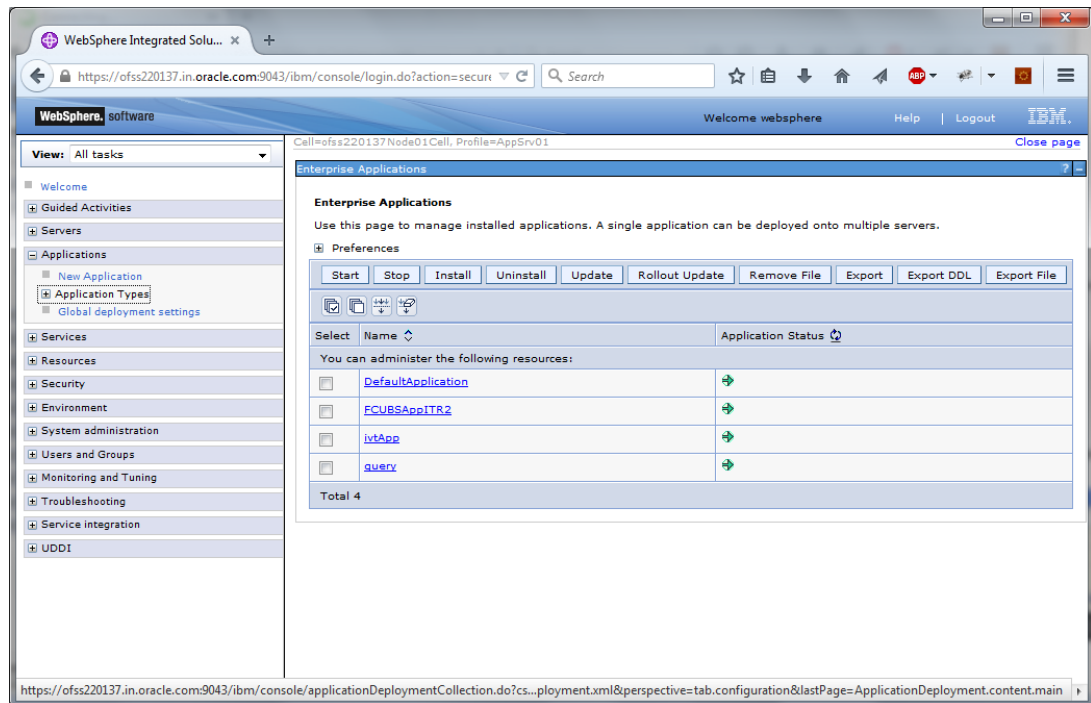 WebSphere Integrated Solu... × +
https://ofss220137.in.oracle.com:9043/ibm/console/login.do?action=secure
Search
ABP
WebSphere. software
Welcome websphere
Help | Logout
IBM.
Cell=ofss220137Node01Cell, Profile=AppSrv01
Close page
View: All tasks
Welcome
Guided Activities
Servers
Applications
New Application
Application Types
Global deployment settings
Services
Resources
Security
Environment
System administration
Users and Groups
Monitoring and Tuning
Troubleshooting
Service integration
UDDI
Enterprise Applications
? -
Enterprise Applications
Use this page to manage installed applications. A single application can be deployed onto multiple servers.
Preferences
Start Stop Install Uninstall Update Rollout Update Remove File Export Export DDL Export File
Select Name Application Status
You can administer the following resources:
DefaultApplication
FCUBSAppITR2
ivtApp
query
Total 4
https://ofss220137.in.oracle.com:9043/ibm/console/applicationDeploymentCollection.do?cs...ployment.xml&perspective=tab.configuration&lastPage=ApplicationDeployment.content.main